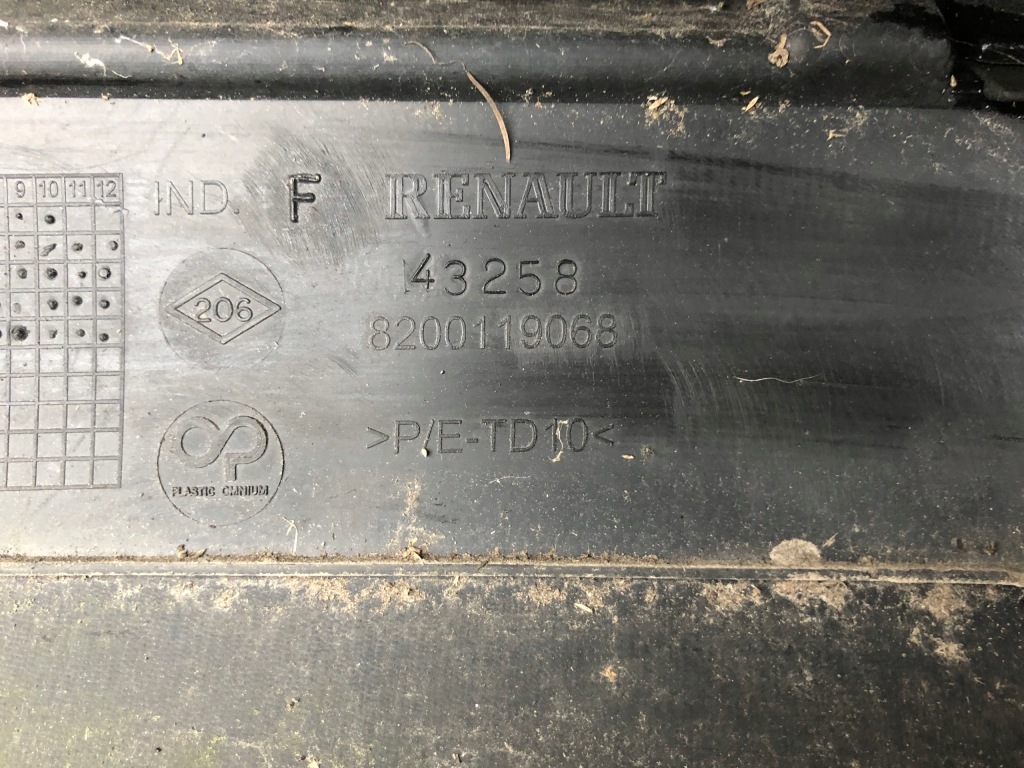 9 10 11 12
IND. F RENAULT
43258
206
8200119068
>P/E-TD10<
PLASTIC OMNIUM